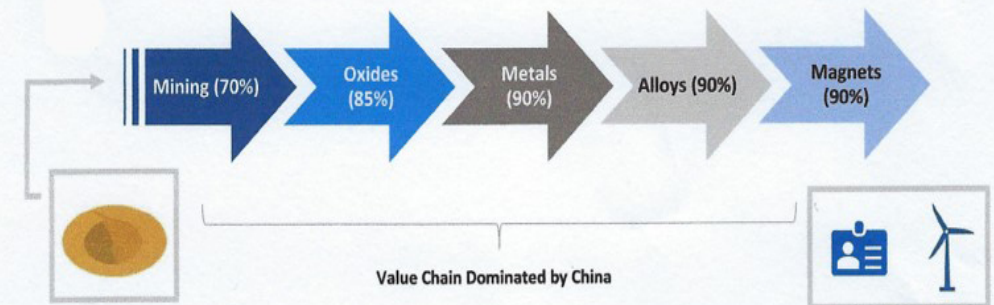 Mining (70%)
Oxides
(85%)
Metals
(90%)
Alloys (90%)
Magnets
(90%)
Value Chain Dominated by China